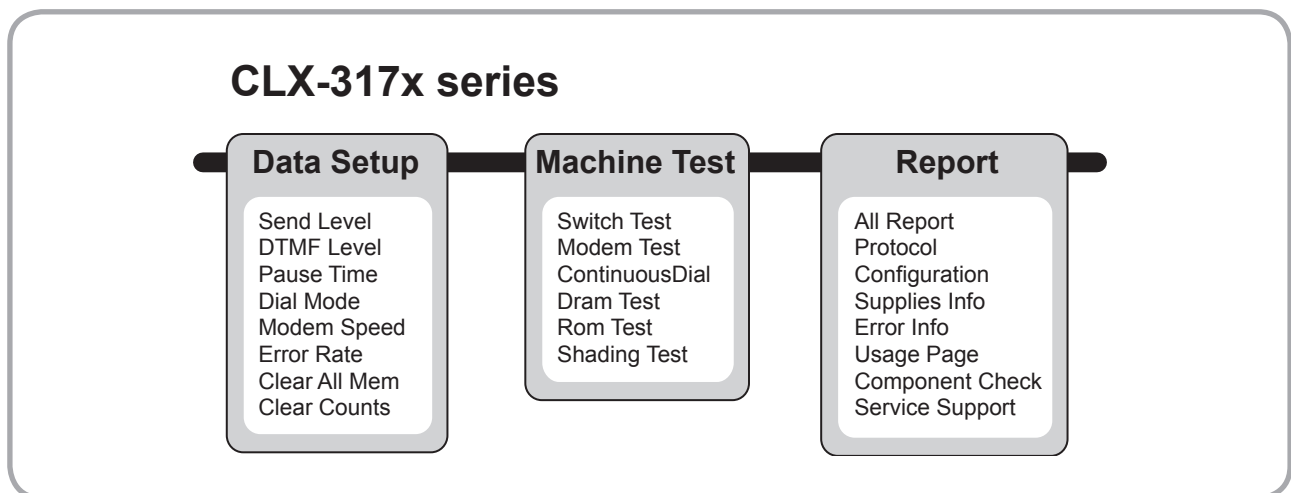 CLX-317x series
Data Setup
Send Level
DTMF Level
Pause Time
Dial Mode
Modem Speed
Error Rate
Clear All Mem
Clear Counts
Machine Test
Switch Test
Modem Test
ContinuousDial
Dram Test
Rom Test
Shading Test
Report
All Report
Protocol
Configuration
Supplies Info
Error Info
Usage Page
Component Check
Service Support